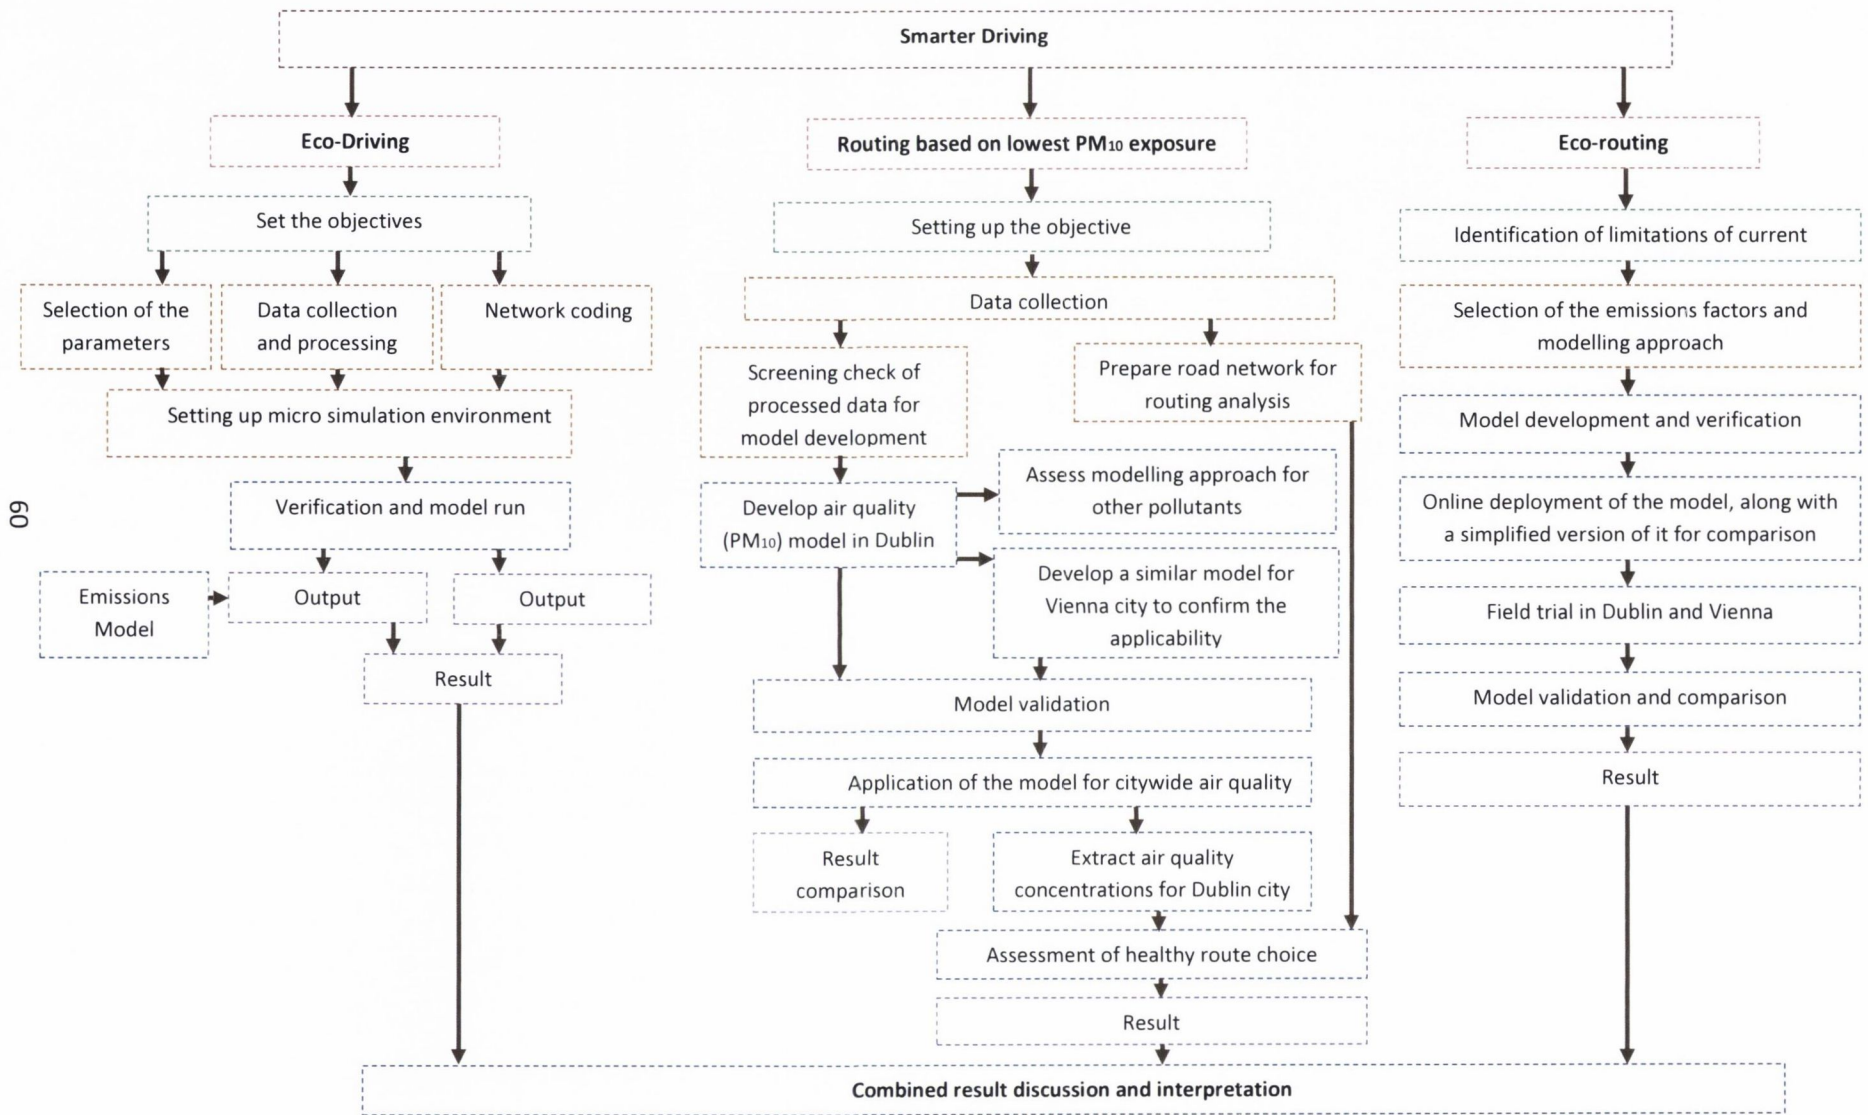 Smarter Driving
Eco-Driving
Set the objectives
Selection of the
parameters
Data collection
and processing
Network coding
Setting up micro simulation environment
Verification and model run
Emissions
Model
Output
Output
Result
Routing based on lowest PM10 exposure
Setting up the objective
Data collection
Screening check of
processed data for
model development
Prepare road network for
routing analysis
Develop air quality
(PM10) model in Dublin
Assess modelling approach for
other pollutants
Develop a similar model for
Vienna city to confirm the
applicability
Model validation
Application of the model for citywide air quality
Result
comparison
Extract air quality
concentrations for Dublin city
Assessment of healthy route choice
Result
Eco-routing
Identification of limitations of current
Selection of the emissions factors and
modelling approach
Model development and verification
Online deployment of the model, along with
a simplified version of it for comparison
Field trial in Dublin and Vienna
Model validation and comparison
Result
Combined result discussion and interpretation
60